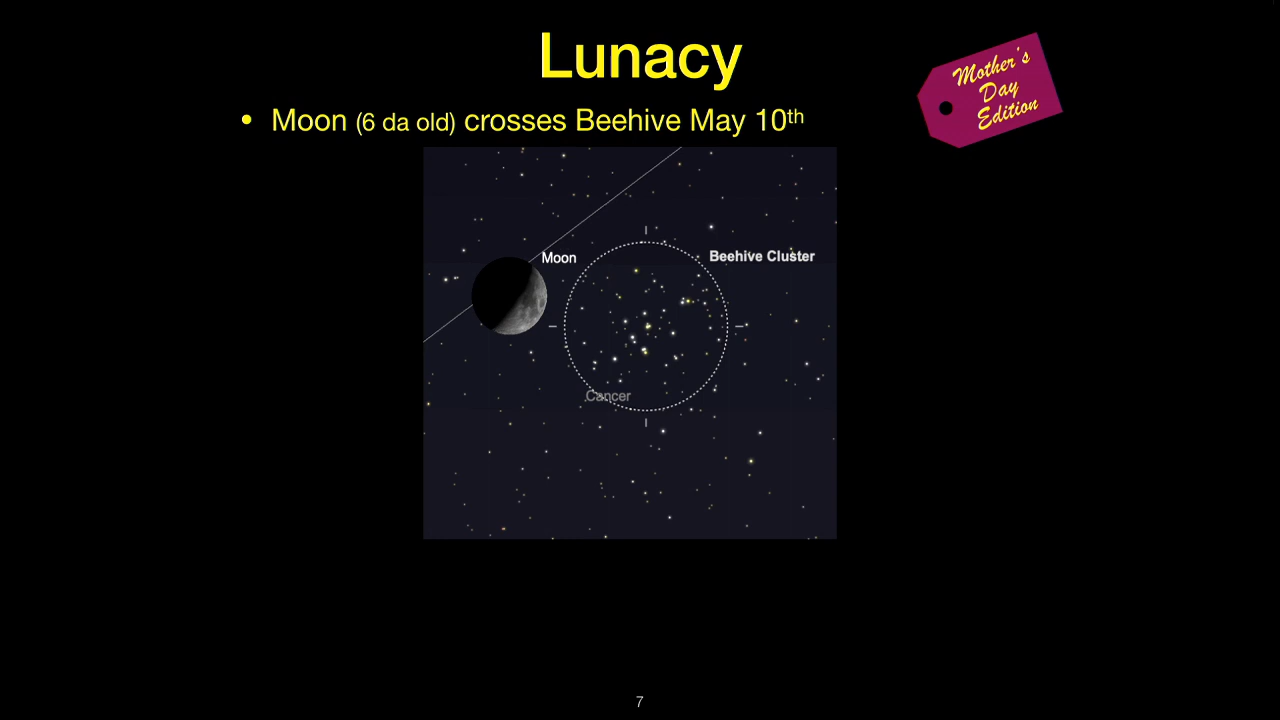 Lunacy
Mother's
Day
Edition
• Moon (6 da old) crosses Beehive May 10th
Moon
Beehive Cluster
Cancer
7